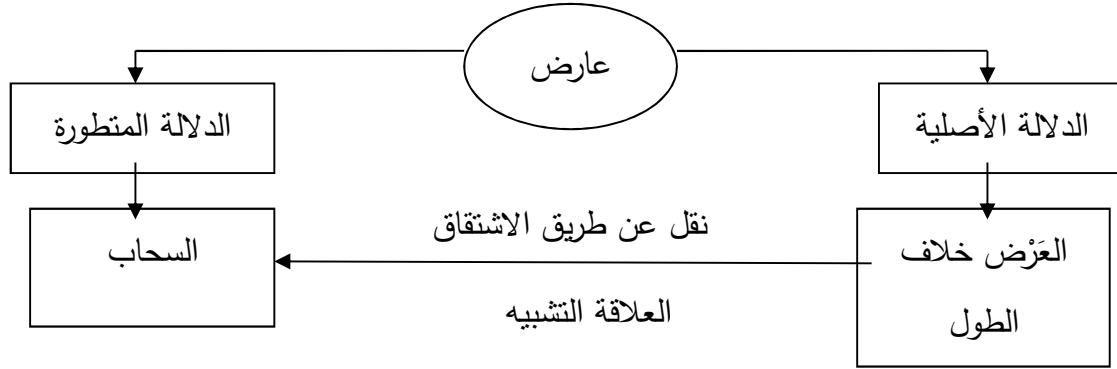 عارض
الدلالة الأصلية
الدلالة المتطورة
العَرْض خلاف
الطول
نقل عن طريق الاشتقاق
العلاقة التشبيه
السحاب